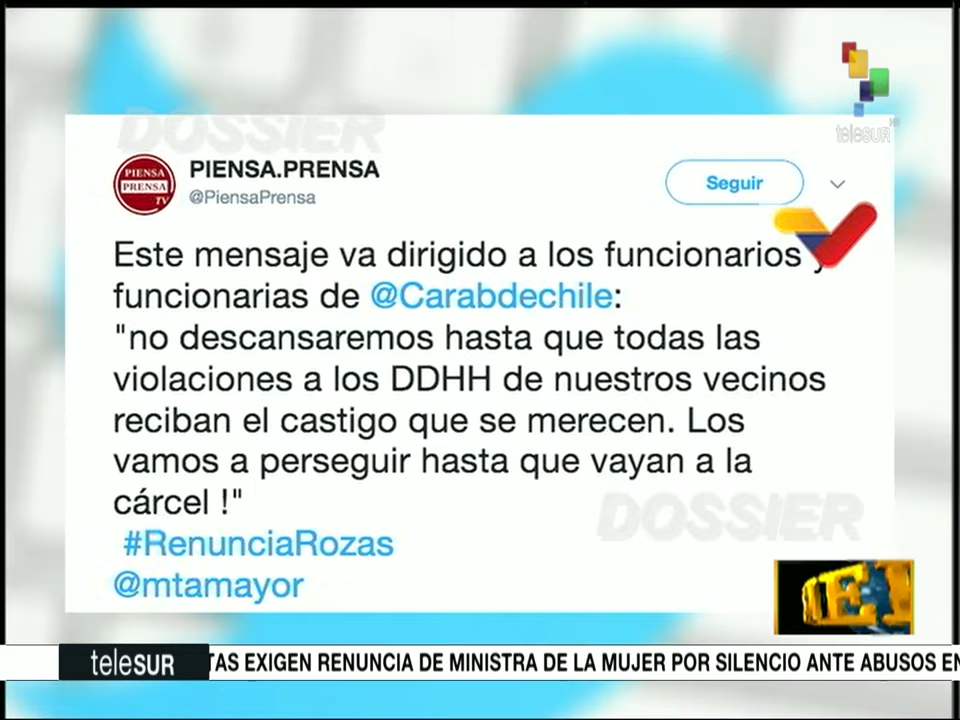 DOSSIER
teleSUR
PIENSA.PRENSA
@PiensaPrensa
PIENSA
PRENSA
TV
Seguir
Este mensaje va dirigido a los funcionarios y
funcionarias de @Carabdechile:
"no descansaremos hasta que todas las
violaciones a los DDHH de nuestros vecinos
reciban el castigo que se merecen. Los
vamos a perseguir hasta que vayan a la
cárcel !"
#RenunciaRozas
@mtamayor
DOSSIER
teleSUR
TAS EXIGEN RENUNCIA DE MINISTRA DE LA MUJER POR SILENCIO ANTE ABUSOS EN